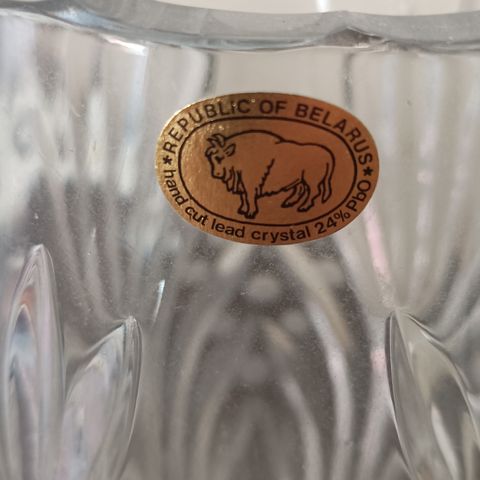 ★ REPUBLIC OF BELARUS ★
hand cut lead crystal 24% PbO